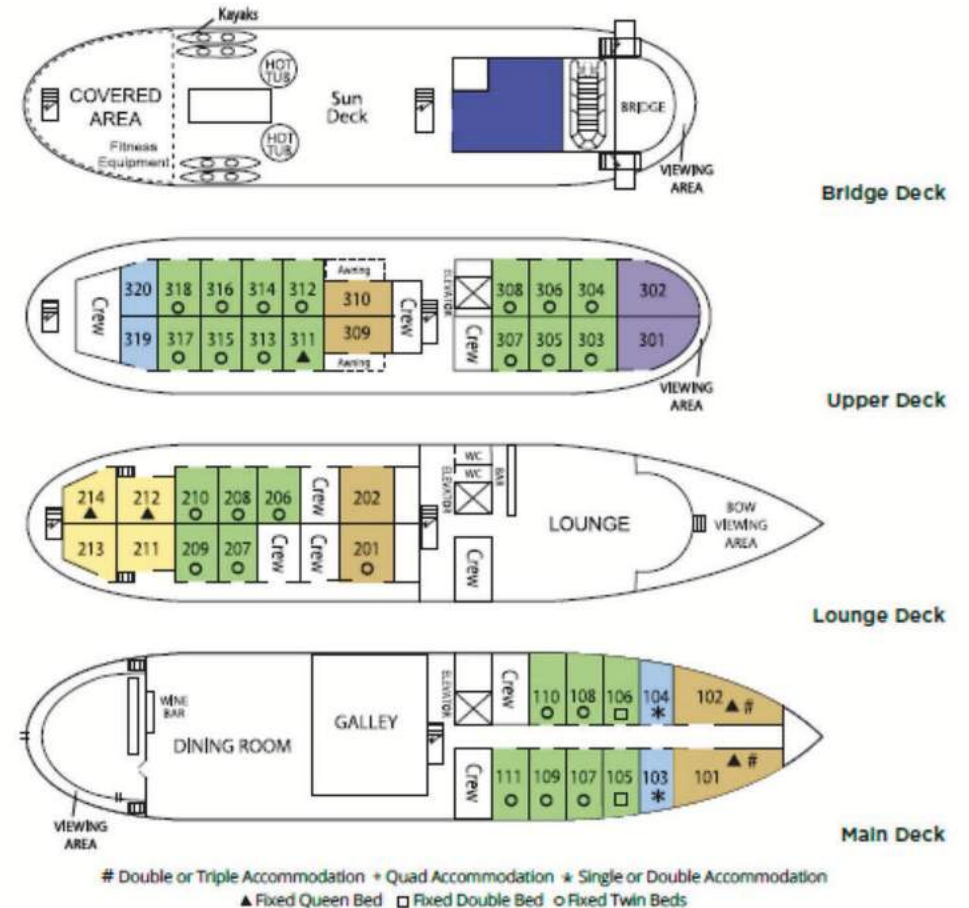 Kayaks
HOT
TUB
COVERED
AREA
Sun
Deck
BRIDGE
Fitness
Equipment
HOT
TUB
VIEWING
AREA
Bridge Deck
Crew
320
318
316
314
312
Awning
310
Crew
ELEVATOR
308
306
304
302
319
317
315
313
311
309
Awning
Crew
307
305
303
301
VIEWING
AREA
Upper Deck
214
212
210
208
206
Crew
202
ELEVATOR
WC
WC
BAR
LOUNGE
BOW
VIEWING
AREA
213
211
209
207
Crew
Crew
201
Crew
Lounge Deck
WINE
BAR
DINING ROOM
GALLEY
ELEVATOR
Crew
110
108
106
104
*
102 #
Crew
111
109
107
105
103
*
101 #
VIEWING
AREA
Main Deck
# Double or Triple Accommodation + Quad Accommodation * Single or Double Accommodation
▲ Fixed Queen Bed □ Fixed Double Bed o Fixed Twin Beds